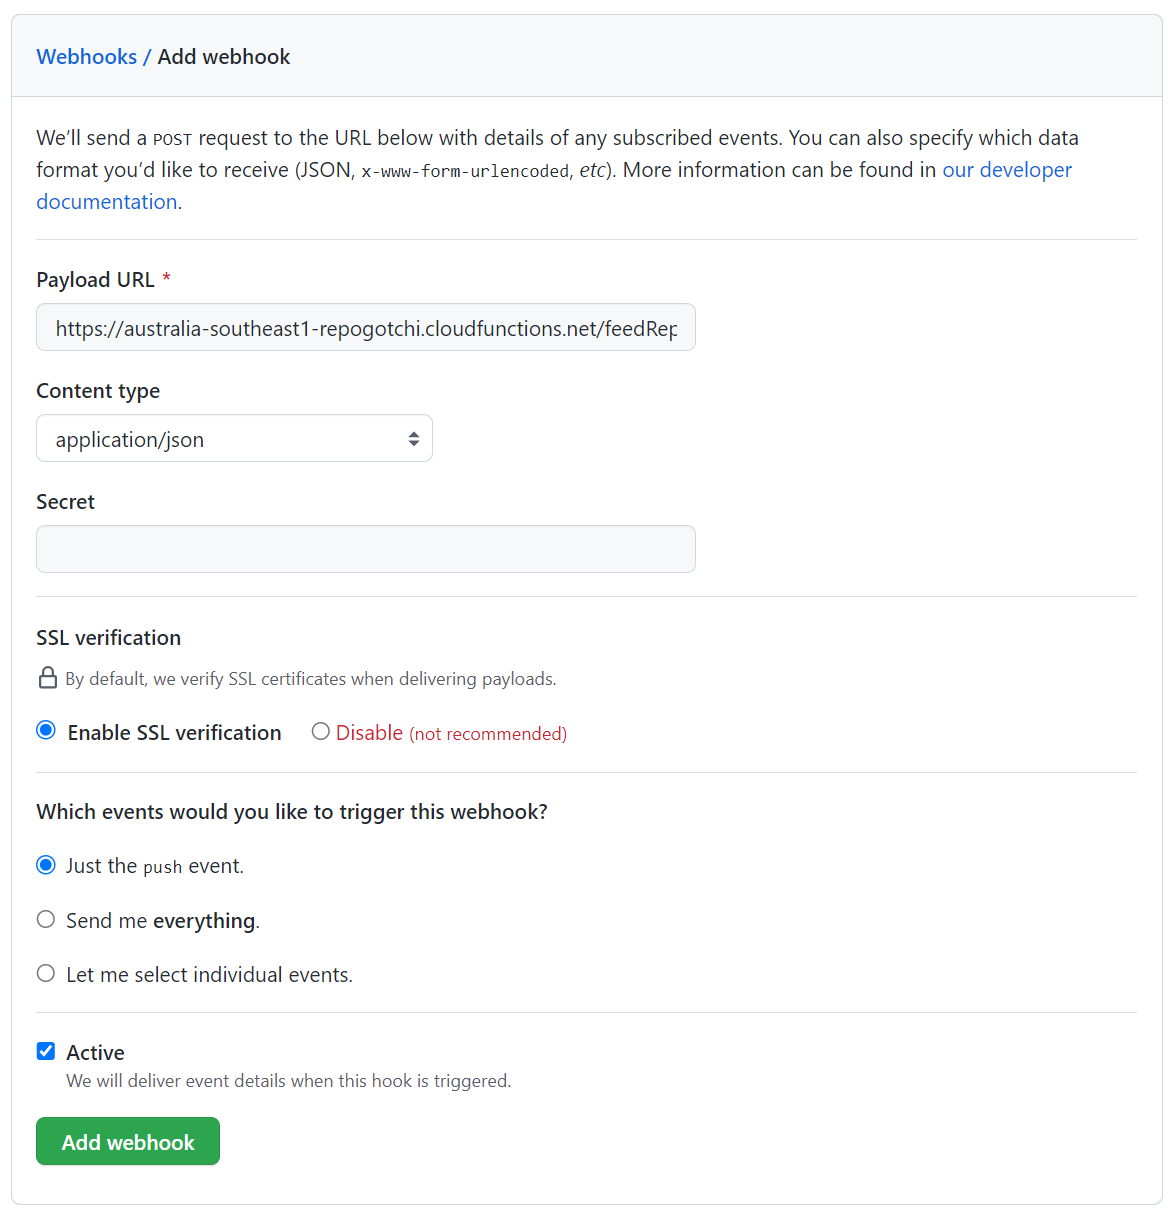 Webhooks / Add webhook
We’ll send a POST request to the URL below with details of any subscribed events. You can also specify which data
format you’d like to receive (JSON, x-www-form-urlencoded, etc). More information can be found in our developer
documentation.
Payload URL *
https://australia-southeast1-repogotchi.cloudfunctions.net/feedRep
Content type
application/json
Secret
SSL verification
By default, we verify SSL certificates when delivering payloads.
Enable SSL verification Disable (not recommended)
Which events would you like to trigger this webhook?
Just the push event.
Send me everything.
Let me select individual events.
Active
We will deliver event details when this hook is triggered.
Add webhook